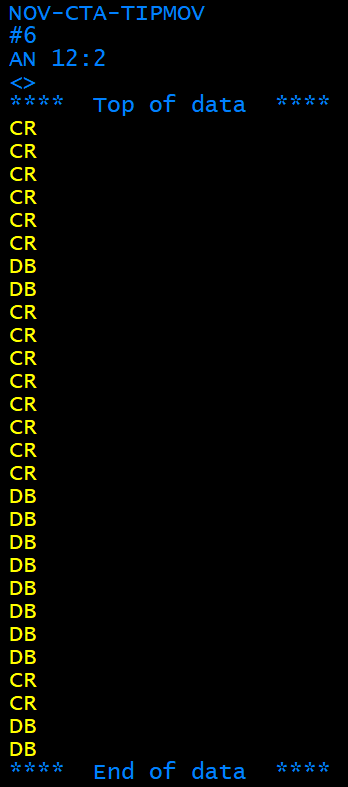 NOV-CTA-TIPMOV
#6
AN 12:2
<>
**** Top of data ****
CR
CR
CR
CR
CR
CR
DB
DB
CR
CR
CR
CR
CR
CR
CR
CR
DB
DB
DB
DB
DB
DB
DB
DB
CR
CR
DB
DB
**** End of data ****